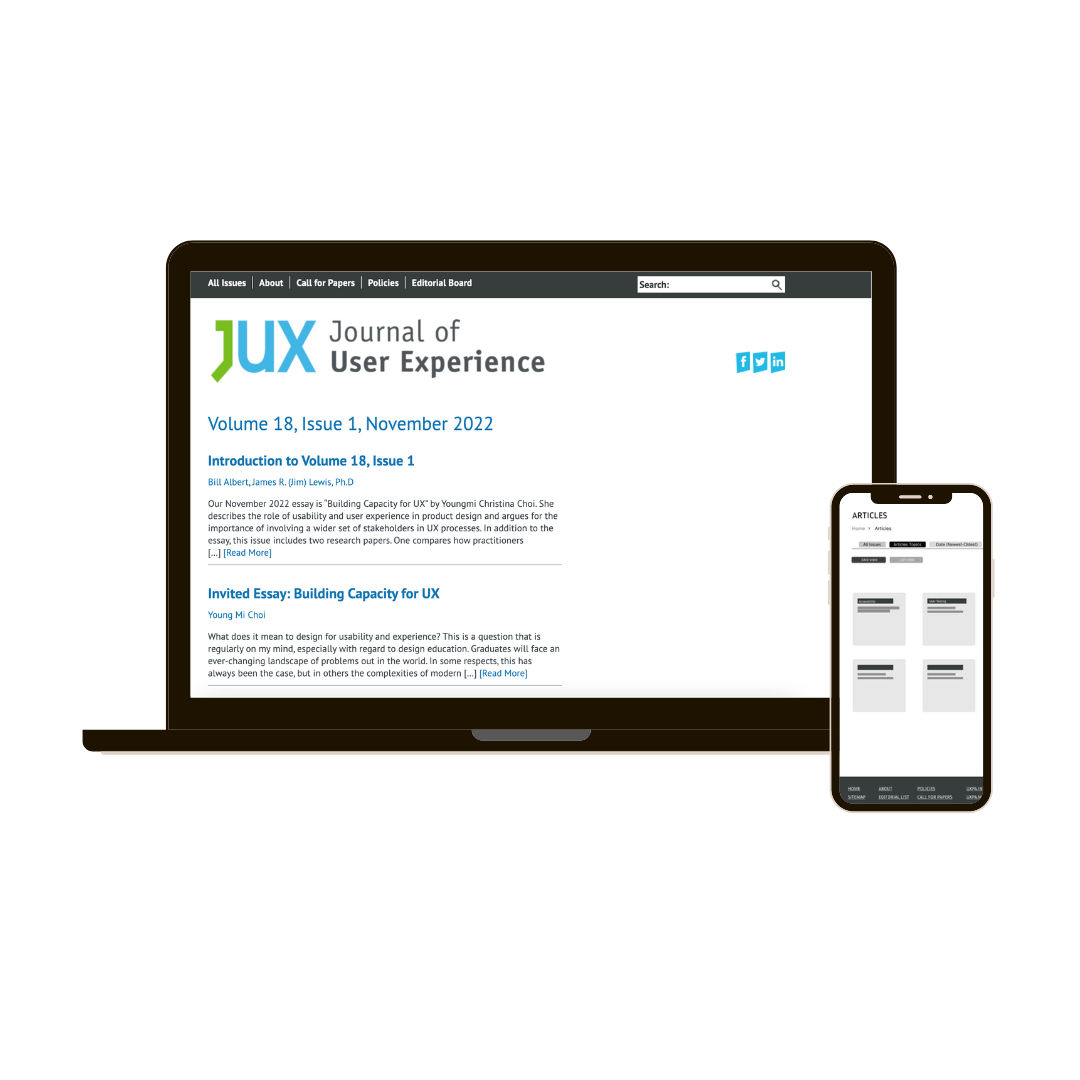 All Issues About Call for Papers Policies Editorial Board Search:
JUX Journal of
User Experience
f in
Volume 18, Issue 1, November 2022
Introduction to Volume 18, Issue 1
Bill Albert, James R. (Jim) Lewis, Ph.D
Our November 2022 essay is “Building Capacity for UX” by Youngmi Christina Choi. She
describes the role of usability and user experience in product design and argues for the
importance of involving a wider set of stakeholders in UX processes. In addition to the
essay, this issue includes two research papers. One compares how practitioners
[...] [Read More]
Invited Essay: Building Capacity for UX
Young Mi Choi
What does it mean to design for usability and experience? This is a question that is
regularly on my mind, especially with regard to design education. Graduates will face an
ever-changing landscape of problems out in the world. In some respects, this has
always been the case, but in others the complexities of modern [...] [Read More]
ARTICLES
Home > Articles
All Issues Articles Topics Date (Newest-Oldest)
HOME ABOUT POLICIES UXPA
SITEMAP EDITORIAL LIST CALL FOR PAPERS UXPA